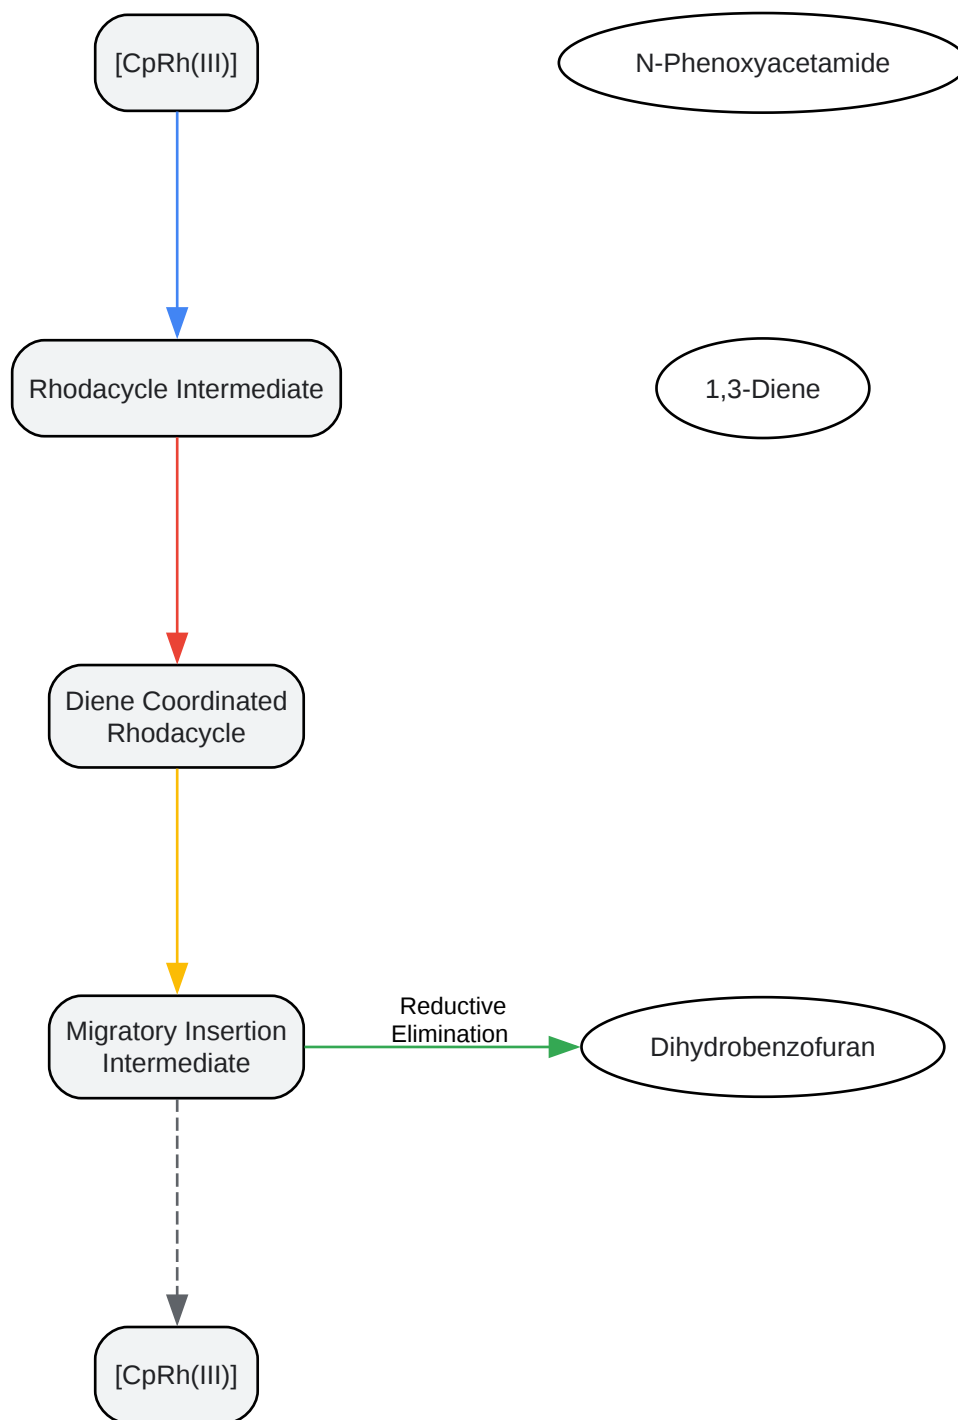 [CpRh(III)]
N-Phenoxyacetamide
Rhodacycle Intermediate
1,3-Diene
Diene Coordinated
Rhodacycle
Migratory Insertion
Intermediate
Reductive
Elimination
Dihydrobenzofuran
[CpRh(III)]